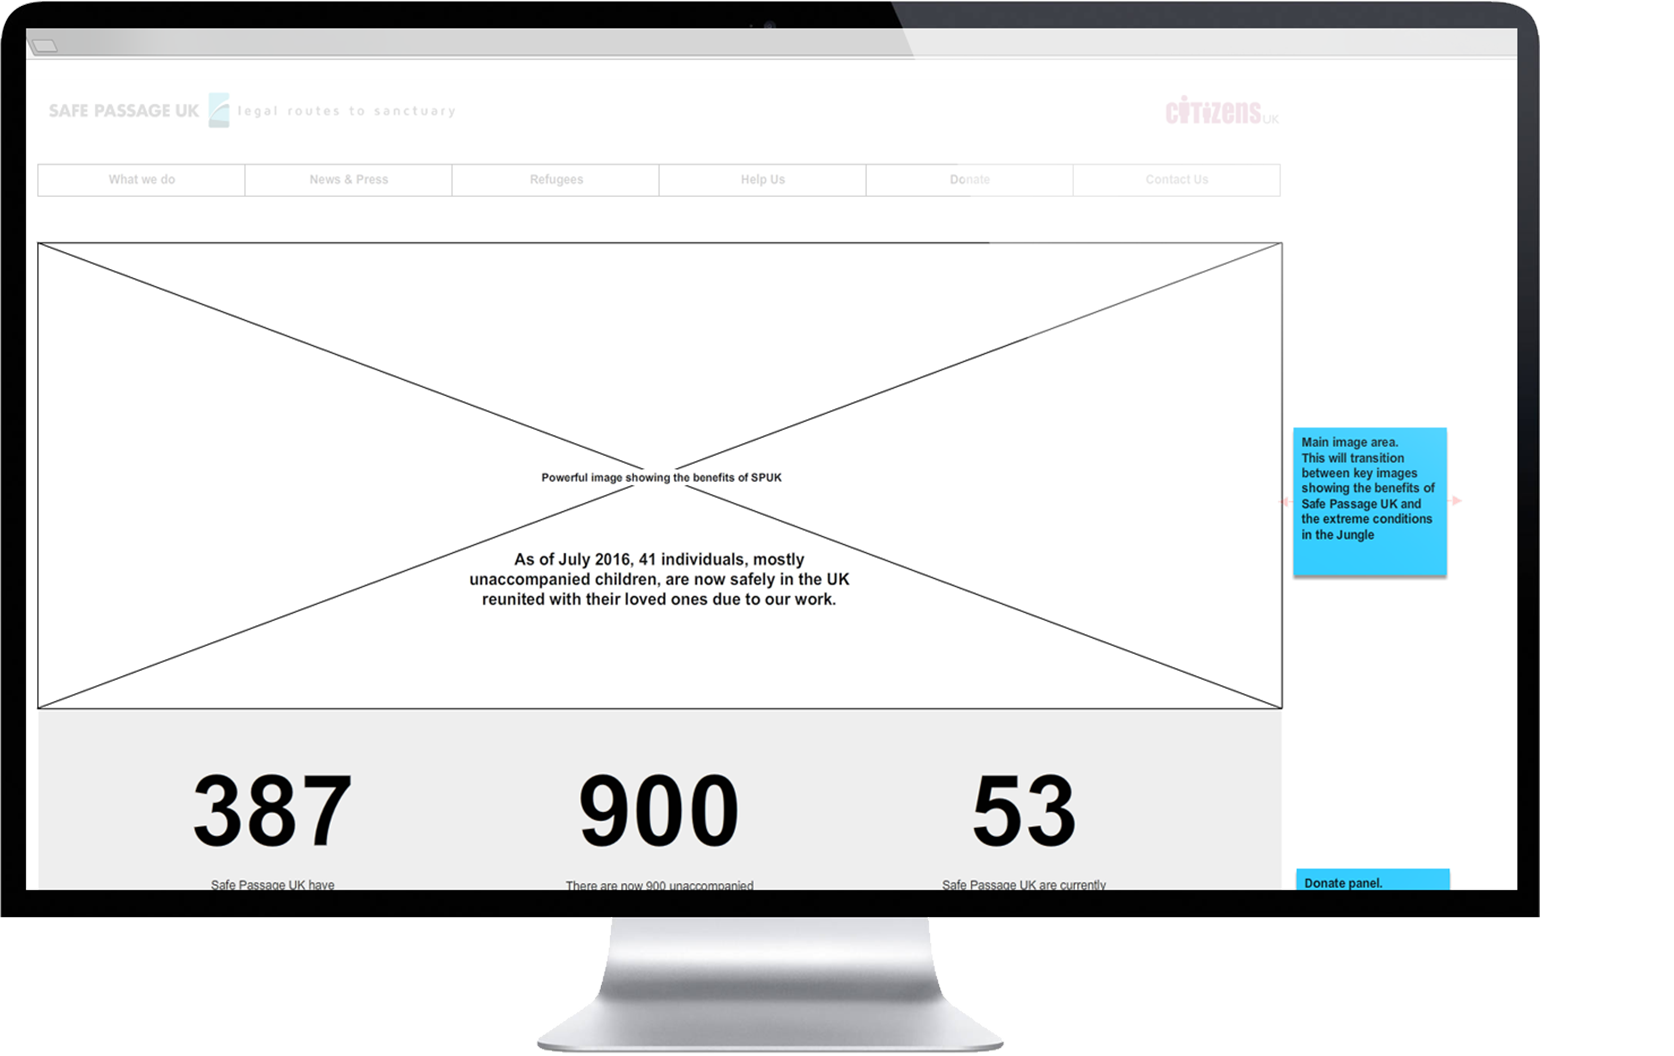 SAFE PASSAGE UK legal routes to sanctuary
CiTiZENS UK
What we do News & Press Refugees Help Us Donate Contact Us
Powerful image showing the benefits of SPUK
As of July 2016, 41 individuals, mostly
unaccompanied children, are now safely in the UK
reunited with their loved ones due to our work.
Main image area.
This will transition
between key images
showing the benefits of
Safe Passage UK and
the extreme conditions
in the Jungle
387 900 53
Safe Passage UK have There are now 900 unaccompanied Safe Passage UK are currently
Donate panel.